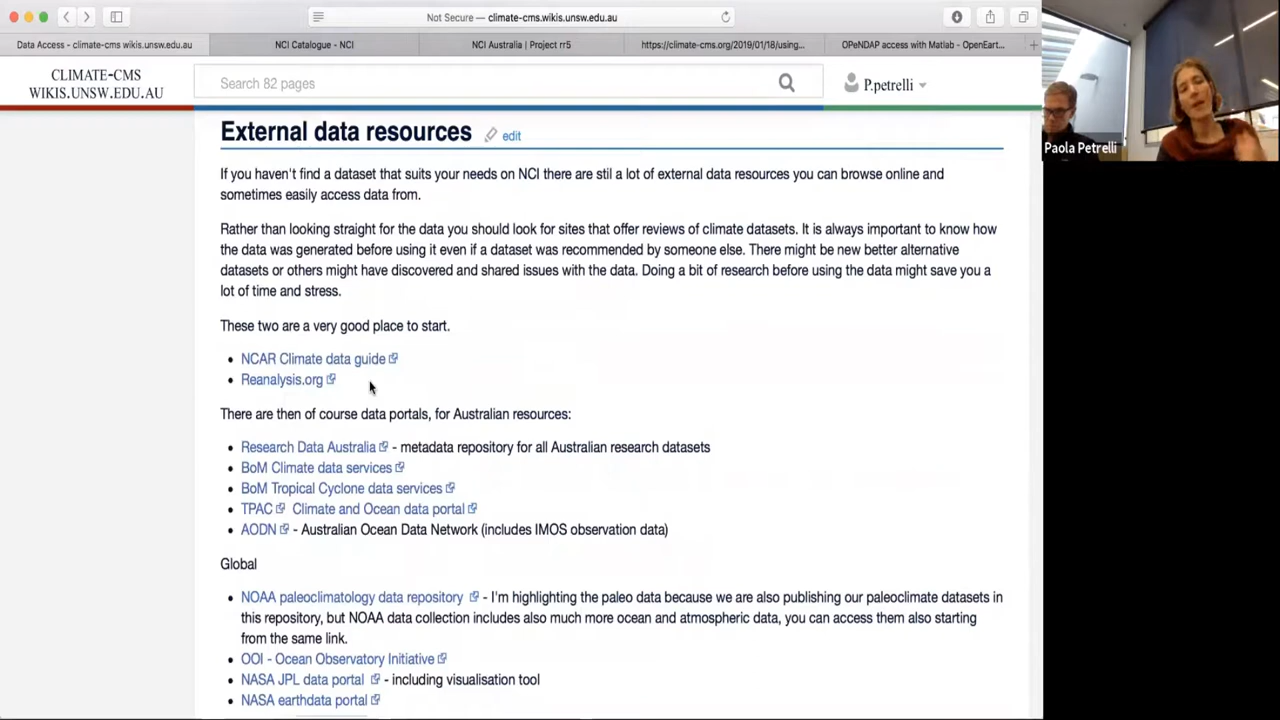 Not Secure — climate-cms.wikis.unsw.edu.au
Data Access - climate-cms wikis.unsw.edu.au
NCI Catalogue - NCI
NCI Australia | Project rr5
https://climate-cms.org/2019/01/18/using...
OPeNDAP access with Matlab - OpenEart...
CLIMATE-CMS
WIKIS.UNSW.EDU.AU
Search 82 pages
P.petrelli
Paola Petrelli
External data resources edit
If you haven't find a dataset that suits your needs on NCI there are stil a lot of external data resources you can browse online and
sometimes easily access data from.
Rather than looking straight for the data you should look for sites that offer reviews of climate datasets. It is always important to know how
the data was generated before using it even if a dataset was recommended by someone else. There might be new better alternative
datasets or others might have discovered and shared issues with the data. Doing a bit of research before using the data might save you a
lot of time and stress.
These two are a very good place to start.
• NCAR Climate data guide
• Reanalysis.org
There are then of course data portals, for Australian resources:
• Research Data Australia - metadata repository for all Australian research datasets
• BoM Climate data services
• BoM Tropical Cyclone data services
• TPAC Climate and Ocean data portal
• AODN - Australian Ocean Data Network (includes IMOS observation data)
Global
• NOAA paleoclimatology data repository - I'm highlighting the paleo data because we are also publishing our paleoclimate datasets in
this repository, but NOAA data collection includes also much more ocean and atmospheric data, you can access them also starting
from the same link.
• OOI - Ocean Observatory Initiative
• NASA JPL data portal - including visualisation tool
• NASA earthdata portal